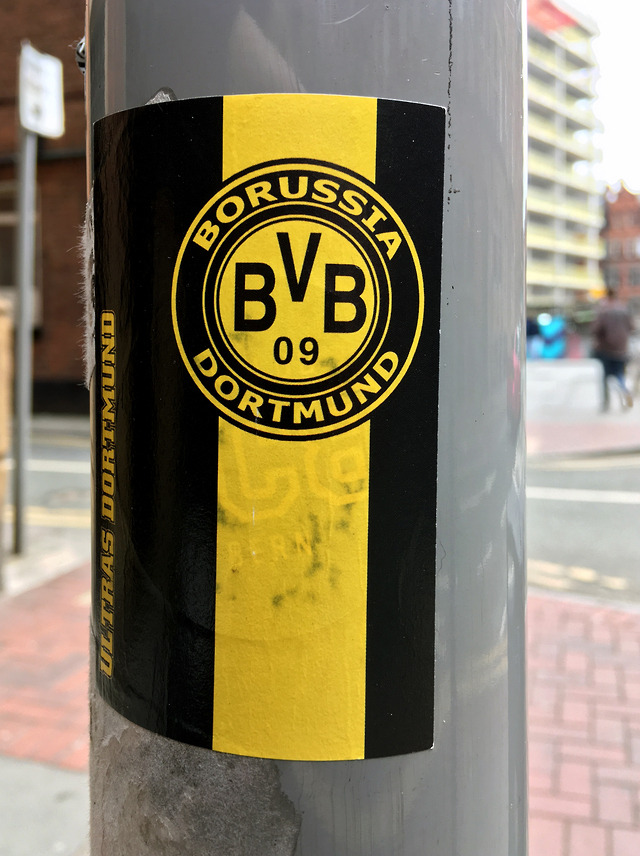 BORUSSIA
BVB
09
DORTMUND
ULTRAS DORTMUND